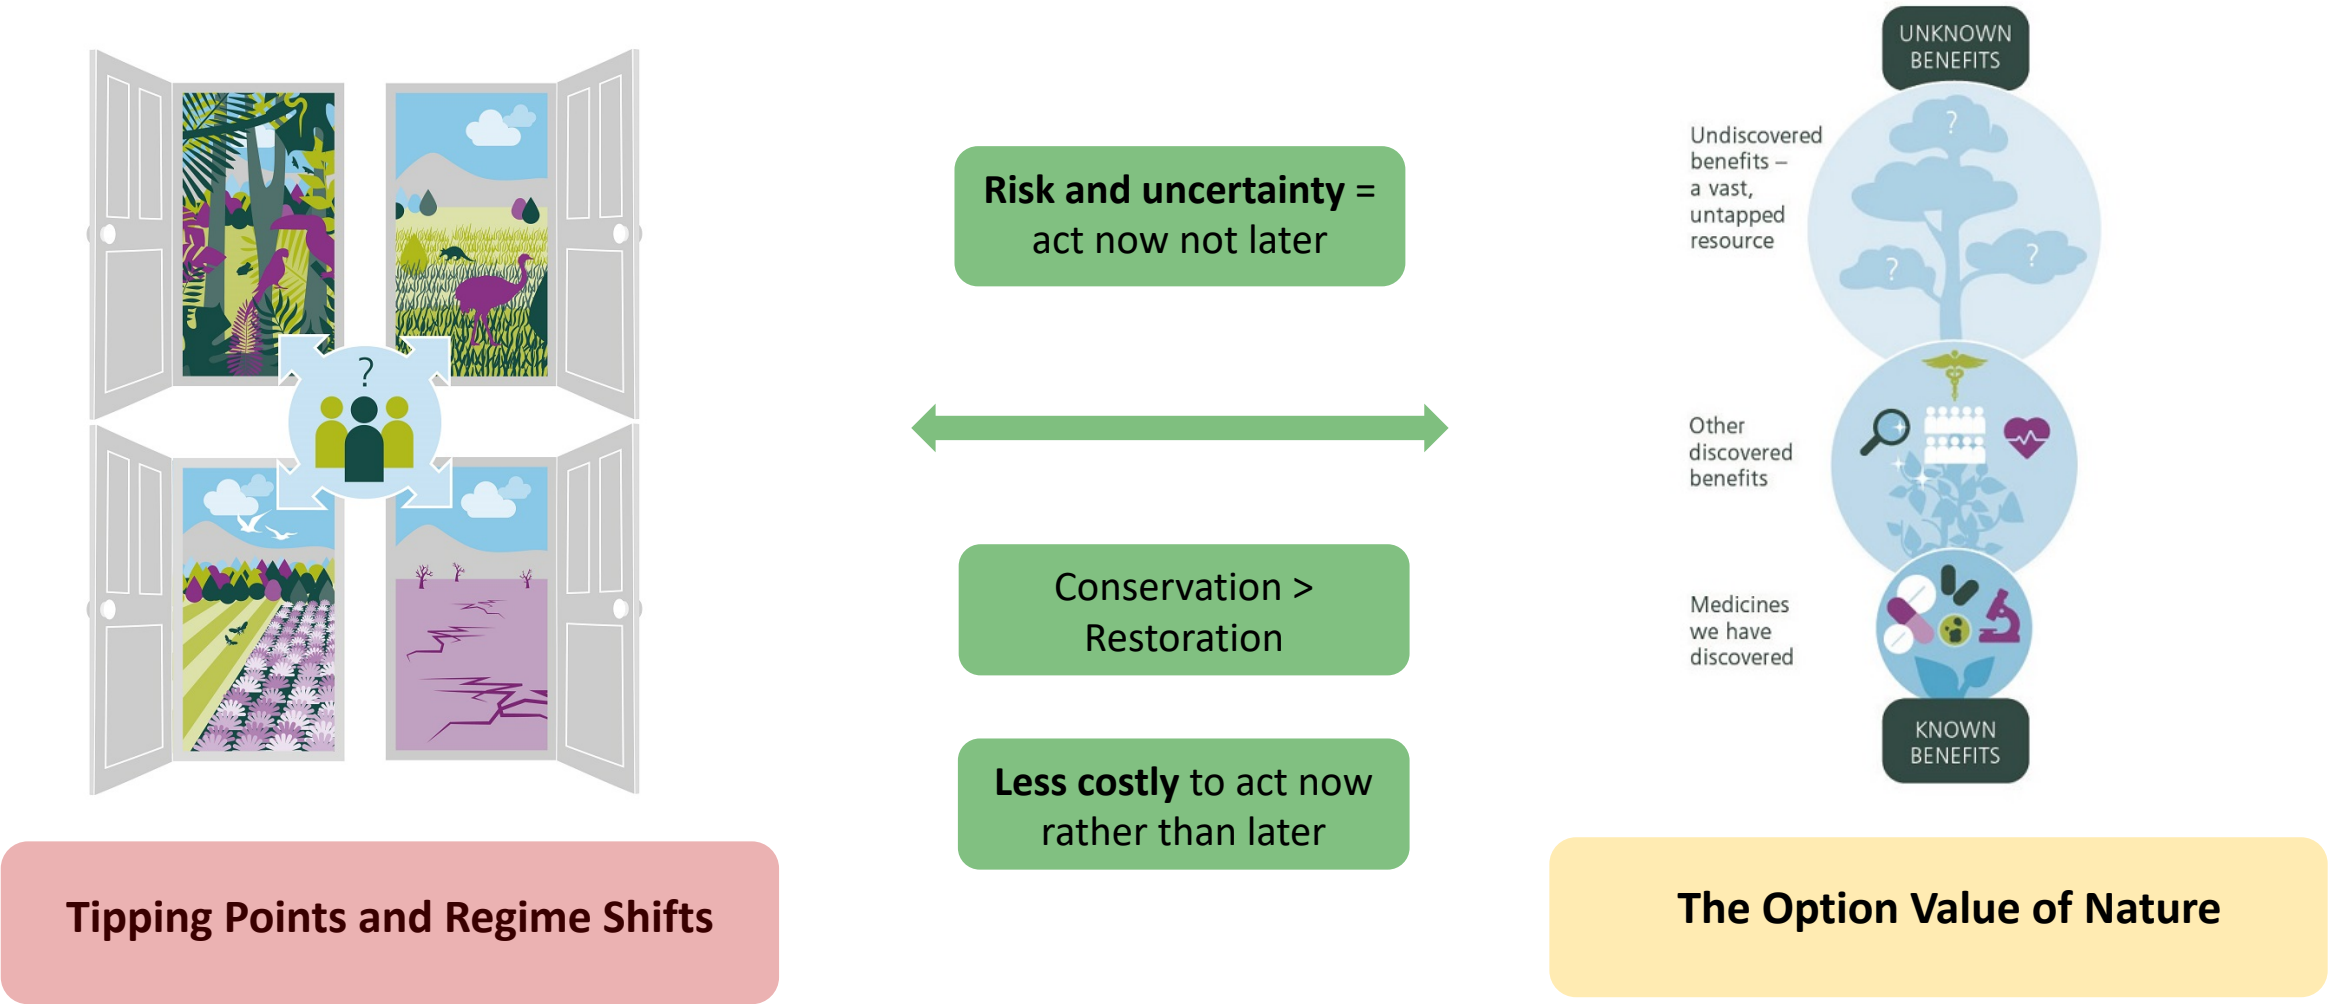 ?
Tipping Points and Regime Shifts
Risk and uncertainty =
act now not later
Conservation >
Restoration
Less costly to act now
rather than later
UNKNOWN
BENEFITS
Undiscovered
benefits –
a vast,
untapped
resource
?
?
?
Other
discovered
benefits
Medicines
we have
discovered
KNOWN
BENEFITS
The Option Value of Nature